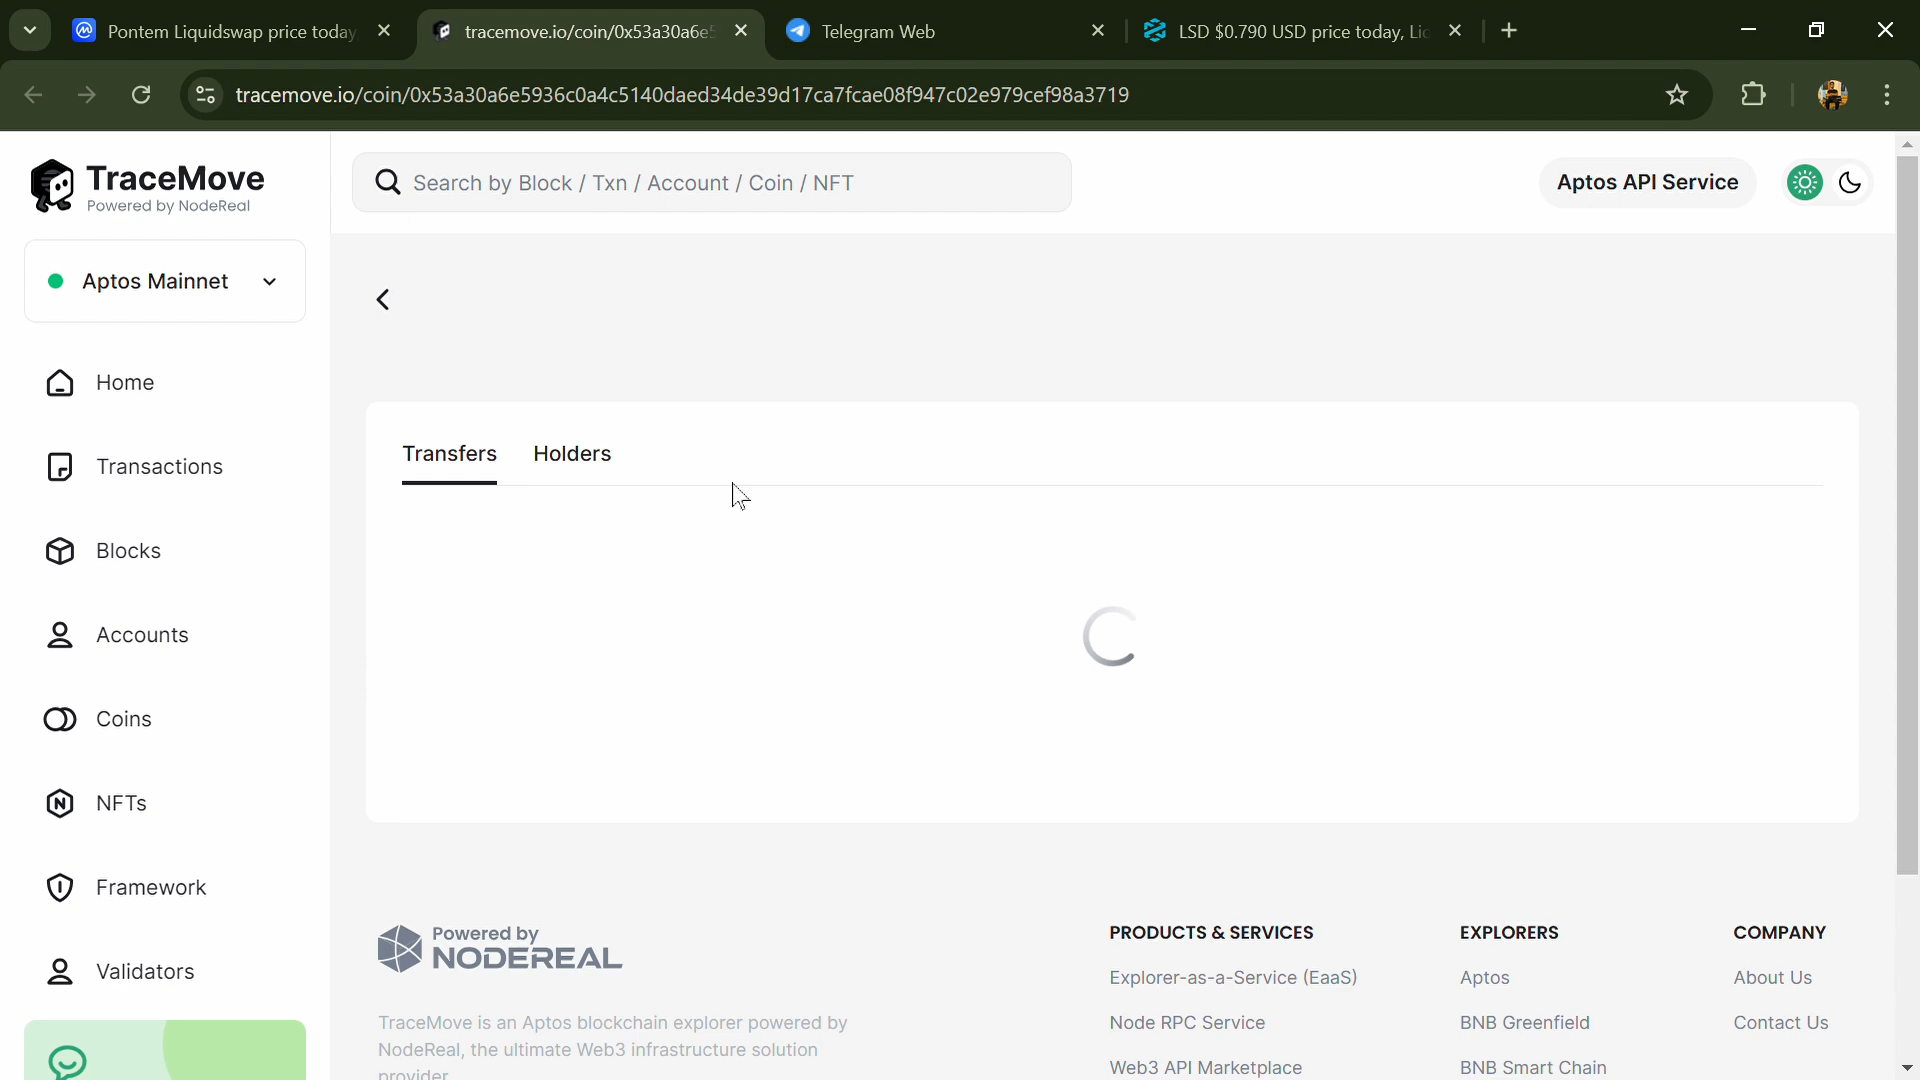 Pontem Liquidswap price today
tracemove.io/coin/0x53a30a6e5
Telegram Web
LSD $0.790 USD price today, Li
tracemove.io/coin/0x53a30a6e5936c0a4c5140daed34de39d17ca7fcae08f947c02e979cef98a3719
TraceMove
Powered by NodeReal
Search by Block / Txn / Account / Coin / NFT
Aptos API Service
Aptos Mainnet
Home
Transactions
Blocks
Accounts
Coins
NFTs
Framework
Validators
Transfers
Holders
Powered by
NODEREAL
TraceMove is an Aptos blockchain explorer powered by
NodeReal, the ultimate Web3 infrastructure solution
provider
PRODUCTS & SERVICES
Explorer-as-a-Service (EaaS)
Node RPC Service
Web3 API Marketplace
EXPLORERS
Aptos
BNB Greenfield
BNB Smart Chain
COMPANY
About Us
Contact Us